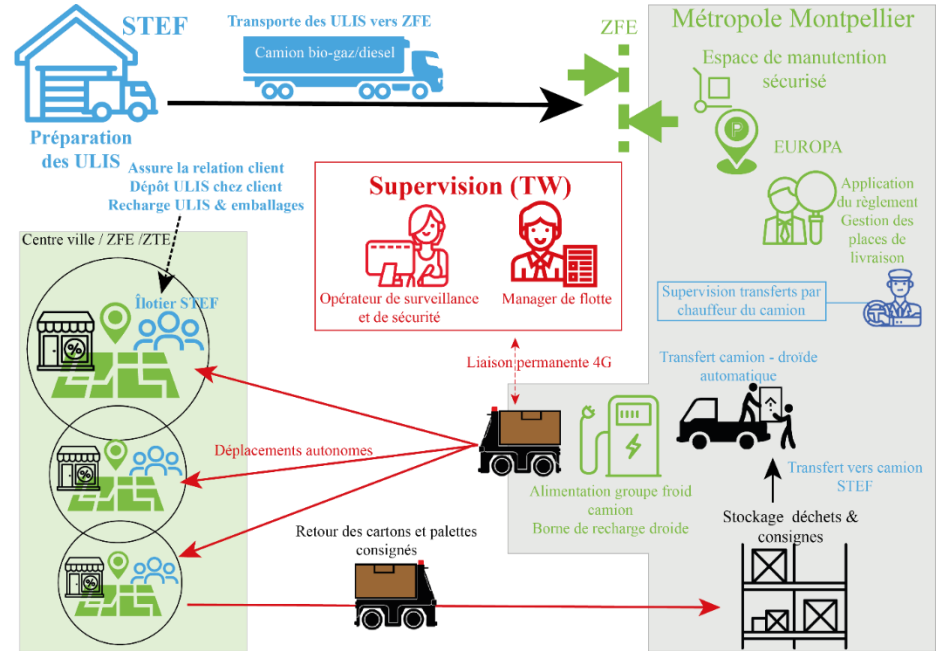 STEF
Transporte des ULIS vers ZFE
Camion bio-gaz/diesel
Préparation
des ULIS
ZFE
Métropole Montpellier
Espace de manutention
sécurisé
P
EUROPA
Application
du règlement
Gestion des
places de
livraison
Supervision transferts par
chauffeur du camion
Assure la relation client
Dépôt ULIS chez client
Recharge ULIS & emballages
Supervision (TW)
Opérateur de surveillance
et de sécurité
Manager de flotte
Centre ville / ZFE /ZTE
Îlotier STEF
%
%
%
Liaison permanente 4G
Déplacements autonomes
Transfert camion - droïde
automatique
Alimentation groupe froid
camion
Borne de recharge droide
Transfert vers camion
STEF
Stockage déchets &
consignes
Retour des cartons et palettes
consignés